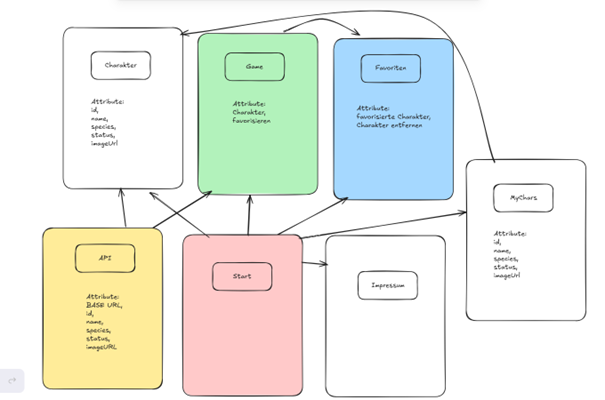 Charakter
Attribute:
id,
name,
species,
status,
imageUrl
Game
Attribute:
Charakter,
favorisieren
Favoriten
Attribute:
favorisierte Charakter,
Charakter entfernen
MyChars
Attribute:
id,
name,
species,
status,
imageUrl
API
Attribute:
BASE URL,
id,
name,
species,
status,
imageURL
Start
Impressum